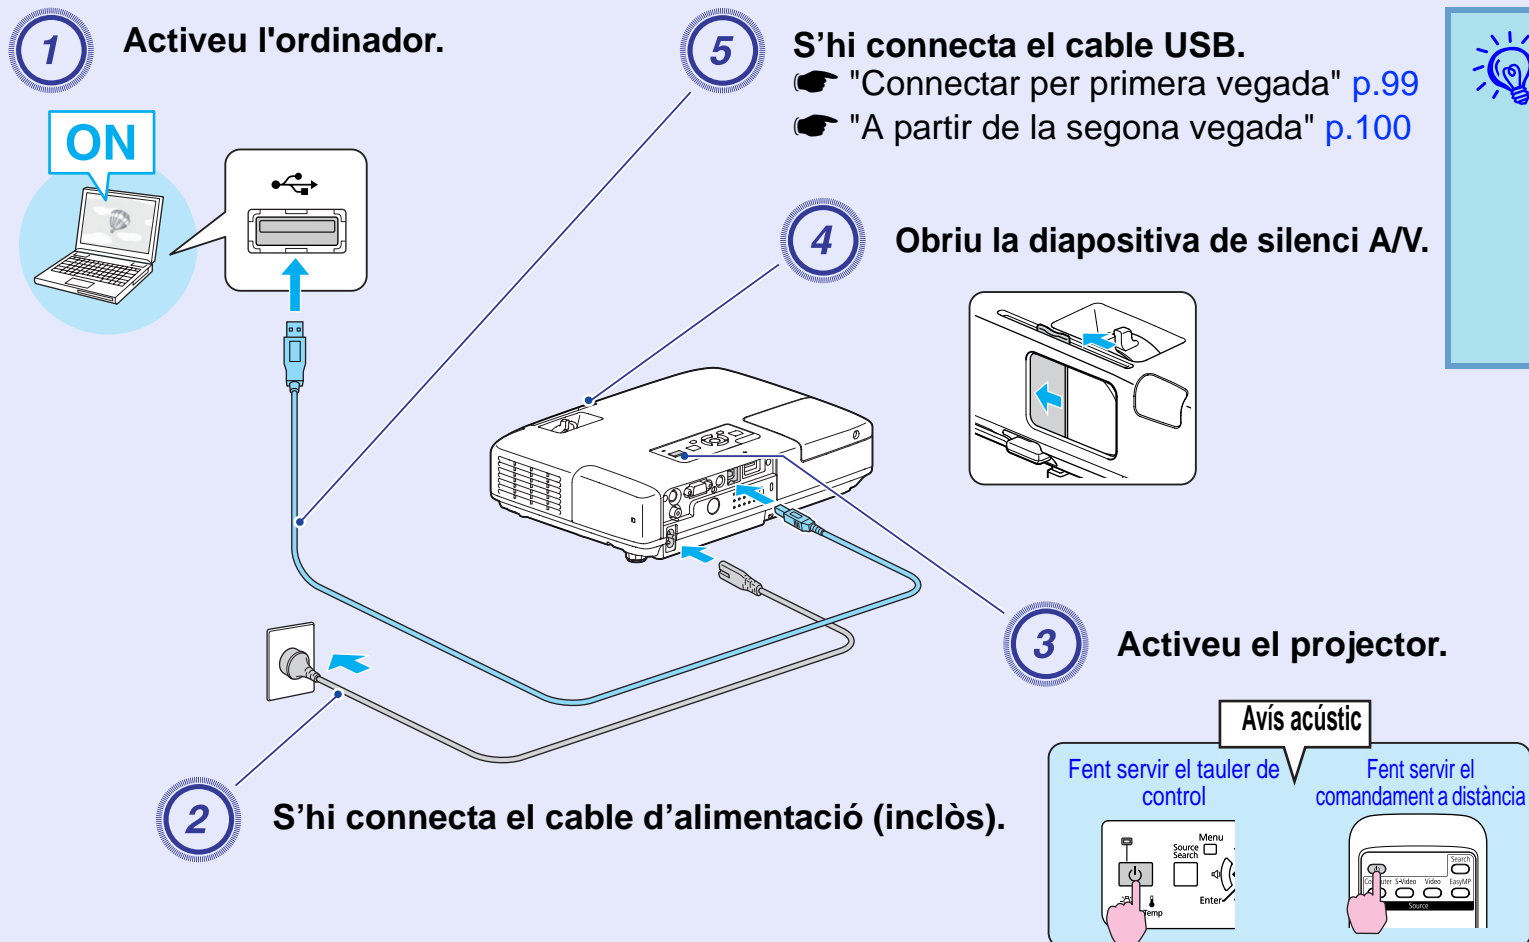 1 Activeu l'ordinador.
ON
5 S’hi connecta el cable USB.
"Connectar per primera vegada" p.99
"A partir de la segona vegada" p.100
4 Obriu la diapositiva de silenci A/V.
3 Activeu el projector.
2 S’hi connecta el cable d’alimentació (inclòs).
Avís acústic
Fent servir el tauler de
control
Menu
Source
Search
Enter
Temp
Fent servir el
comandament a distància
Search
S-Video Video EasyMP
Source